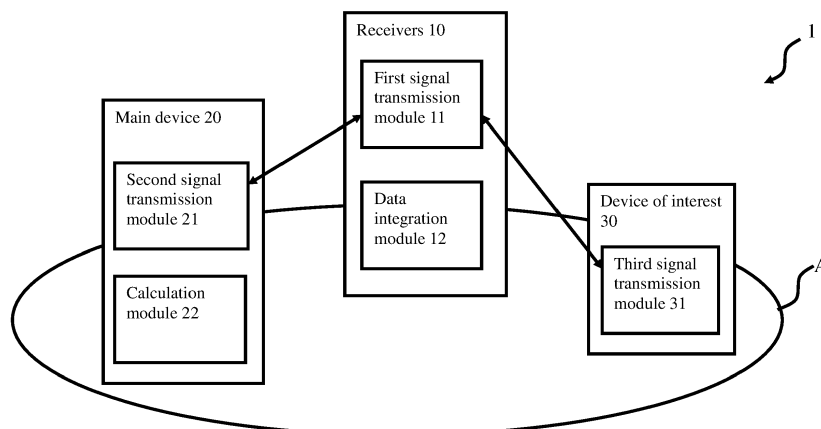 Receivers 10
First signal
transmission
module 11
Data
integration
module 12
Main device 20
Second signal
transmission
module 21
Calculation
module 22
Device of interest
30
Third signal
transmission
module 31
1
A